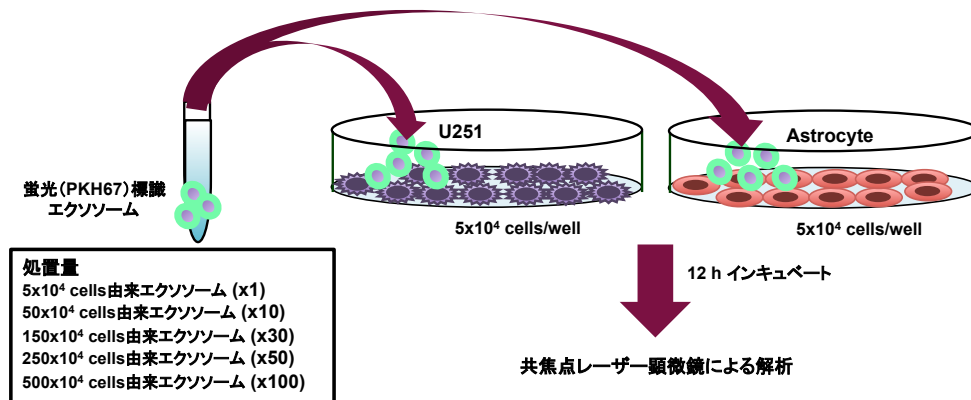 U251
Astrocyte
蛍光(PKH67)標識
エクソソーム
5x10⁴ cells/well
5x10⁴ cells/well
処置量
5x10⁴ cells由来エクソソーム (x1)
50x10⁴ cells由来エクソソーム (x10)
150x10⁴ cells由来エクソソーム (x30)
250x10⁴ cells由来エクソソーム (x50)
500x10⁴ cells由来エクソソーム (x100)
12 h インキュベート
共焦点レーザー顕微鏡による解析